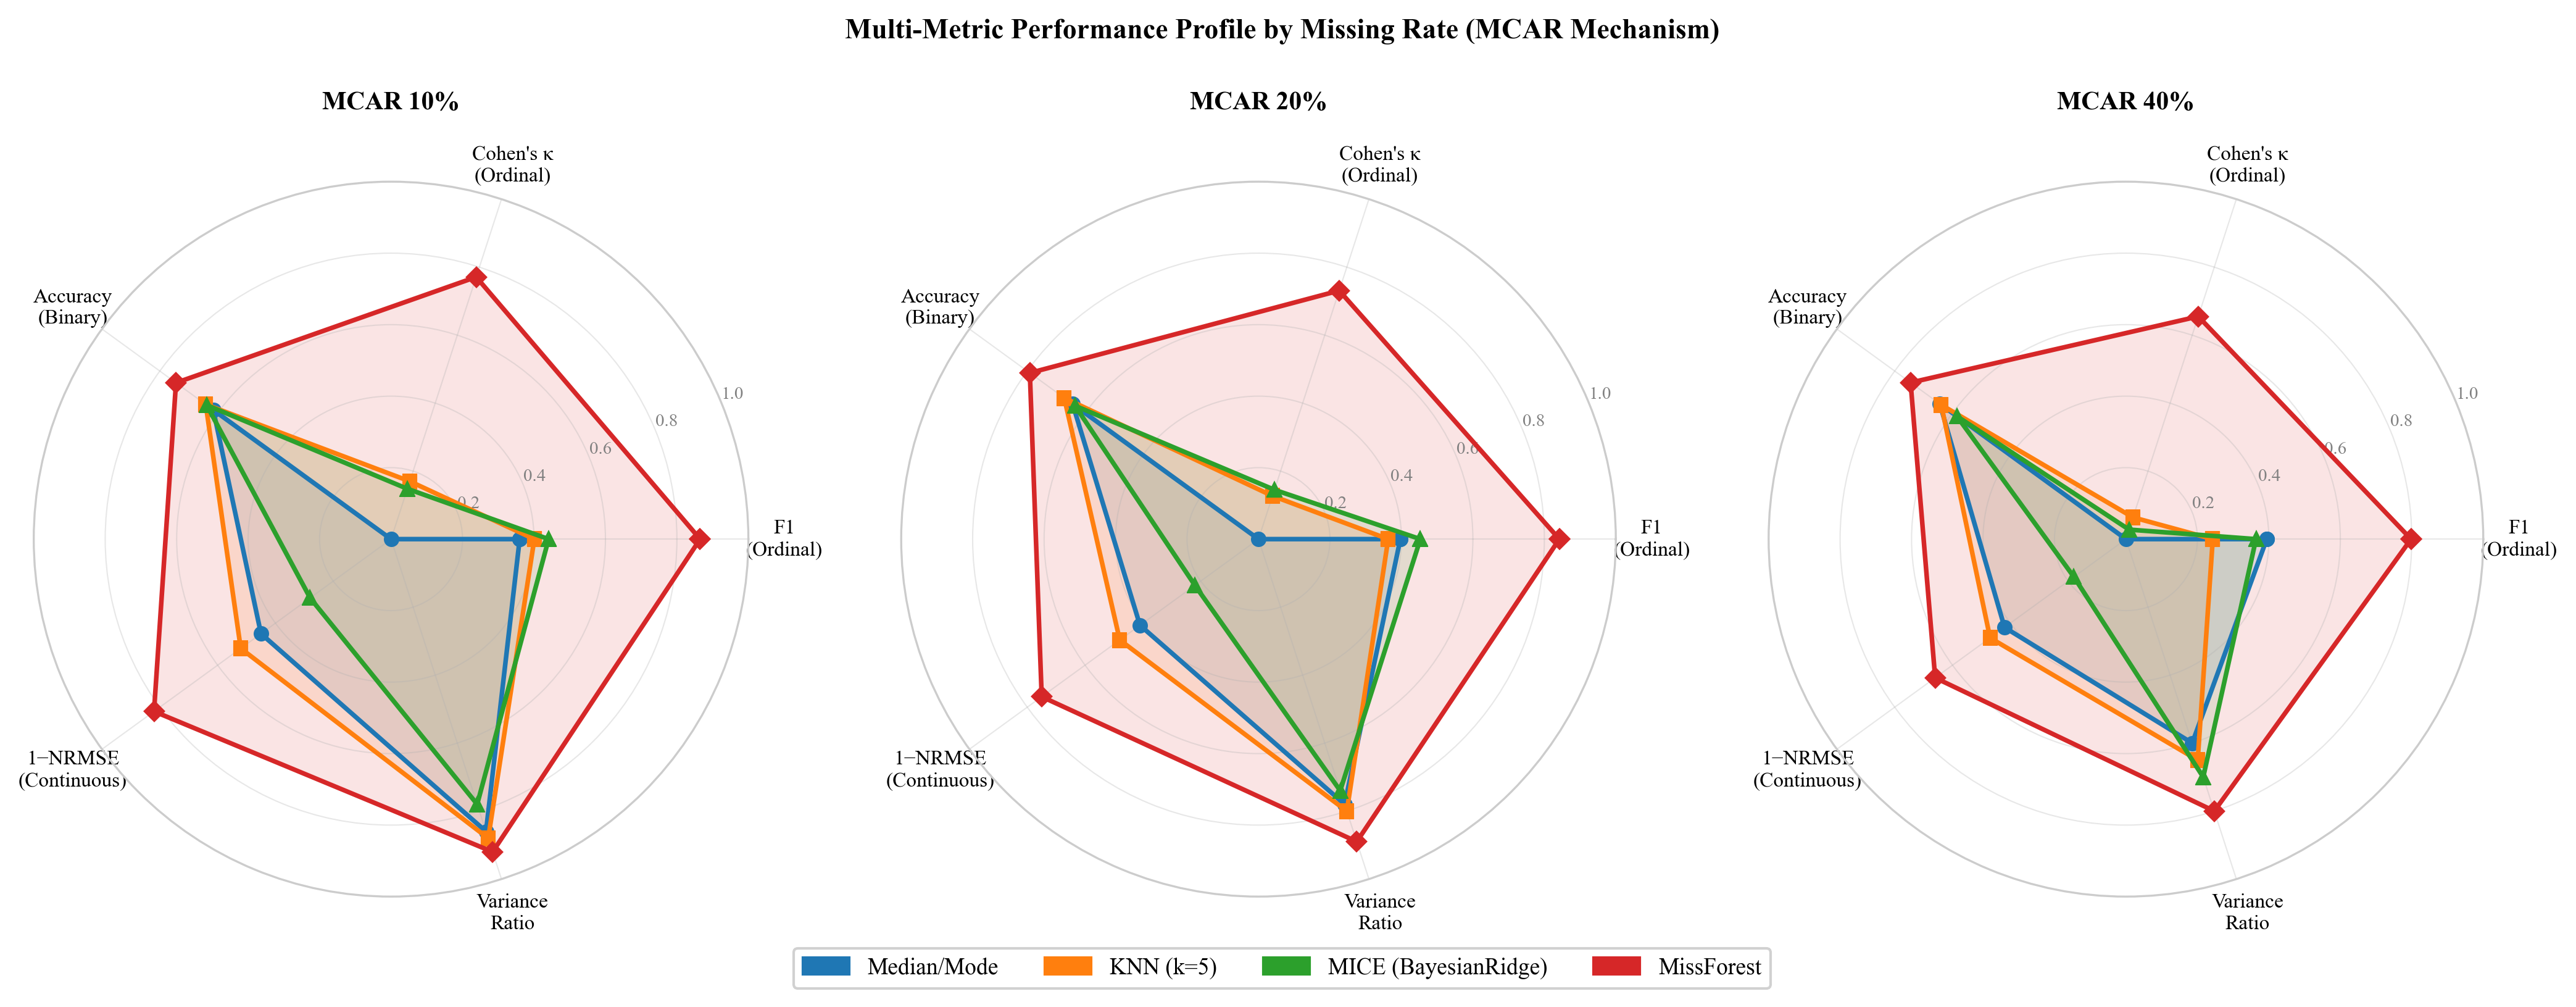 Multi-Metric Performance Profile by Missing Rate (MCAR Mechanism)
MCAR 10%
Cohen's κ
(Ordinal)
Accuracy
(Binary)
1.0
0.8
0.6
0.4
0.2
F1
(Ordinal)
1−NRMSE
(Continuous)
Variance
Ratio
MCAR 20%
Cohen's κ
(Ordinal)
Accuracy
(Binary)
1.0
0.8
0.6
0.4
0.2
F1
(Ordinal)
1−NRMSE
(Continuous)
Variance
Ratio
MCAR 40%
Cohen's κ
(Ordinal)
Accuracy
(Binary)
1.0
0.8
0.6
0.4
0.2
F1
(Ordinal)
1−NRMSE
(Continuous)
Variance
Ratio
Median/Mode
KNN (k=5)
MICE (BayesianRidge)
MissForest